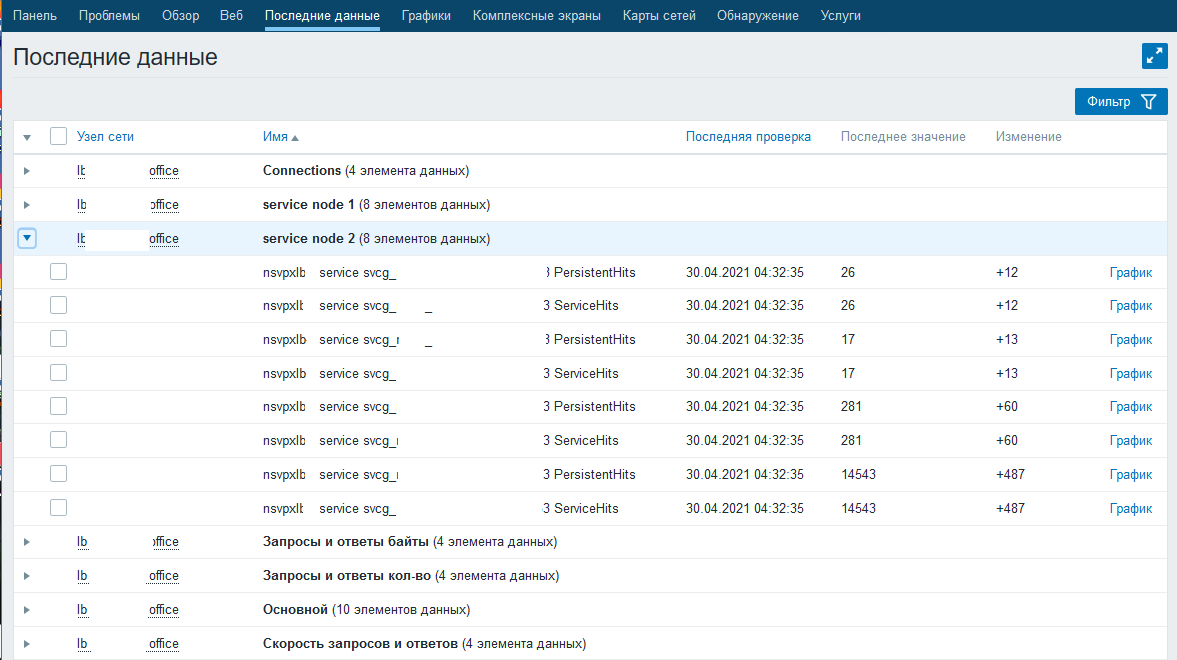 Панель Проблемы Обзор Веб Последние данные Графики Комплексные экраны Карты сетей Обнаружение Услуги
Последние данные
Фильтр
Узел сети Имя Последняя проверка Последнее значение Изменение
lb office Connections (4 элемента данных)
lb office service node 1 (8 элементов данных)
lb office service node 2 (8 элементов данных)
nsvpxlb service svcg_ 3 PersistentHits 30.04.2021 04:32:35 26 +12 График
nsvpxlb service svcg_ _ 3 ServiceHits 30.04.2021 04:32:35 26 +12 График
nsvpxlb service svcg_ _ 3 PersistentHits 30.04.2021 04:32:35 17 +13 График
nsvpxlb service svcg_ 3 ServiceHits 30.04.2021 04:32:35 17 +13 График
nsvpxlb service svcg_ 3 PersistentHits 30.04.2021 04:32:35 281 +60 График
nsvpxlb service svcg_ 3 ServiceHits 30.04.2021 04:32:35 281 +60 График
nsvpxlb service svcg_ 3 PersistentHits 30.04.2021 04:32:35 14543 +487 График
nsvpxlb service svcg_ 3 ServiceHits 30.04.2021 04:32:35 14543 +487 График
lb office Запросы и ответы байты (4 элемента данных)
lb office Запросы и ответы кол-во (4 элемента данных)
lb office Основной (10 элементов данных)
lb office Скорость запросов и ответов (4 элемента данных)